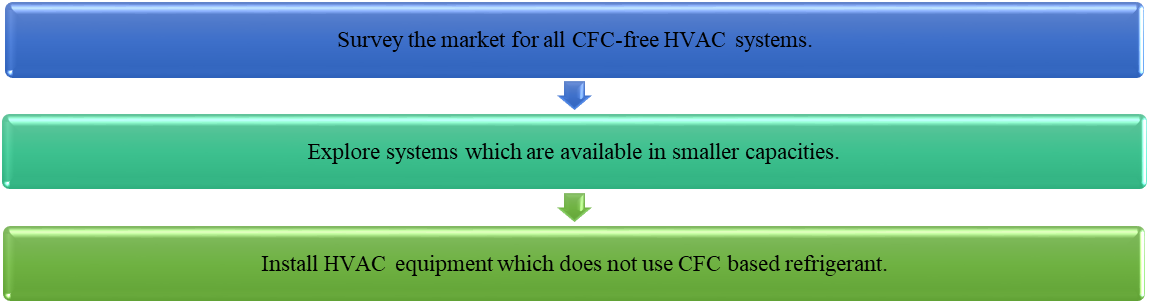 Survey the market for all CFC-free HVAC systems.
Explore systems which are available in smaller capacities.
Install HVAC equipment which does not use CFC based refrigerant.